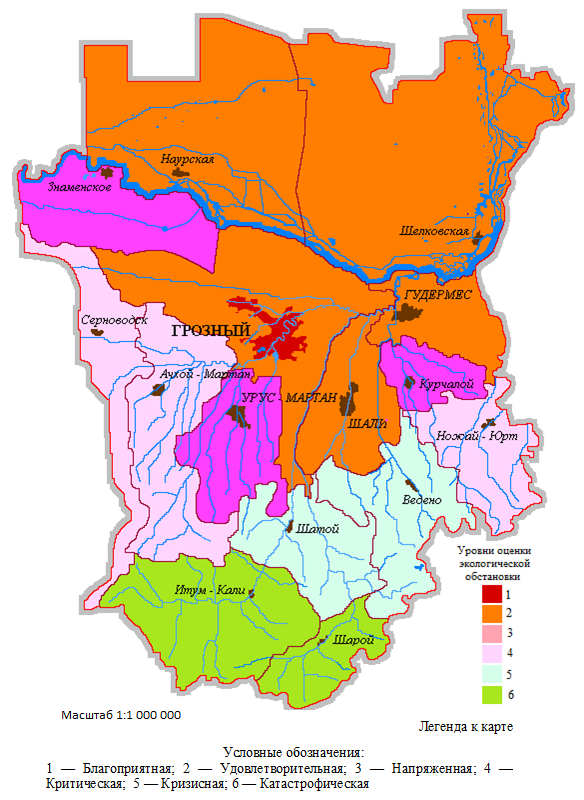 Наурская
Знаменское
Шелковская
ГУДЕРМЕС
Серноводск
ГРОЗНЫЙ
Ачхой - Мартан
Курчалой
УРУС - МАРТАН
ШАЛИ
Ножай - Юрт
Ведено
Шатой
Итум - Кали
Шарой
Уровни оценки
экологической
обстановки
1
2
3
4
5
6
Масштаб 1:1 000 000
Легенда к карте
Условные обозначения:
1 — Благоприятная; 2 — Удовлетворительная; 3 — Напряженная; 4 —
Критическая; 5 — Кризисная; 6 — Катастрофическая